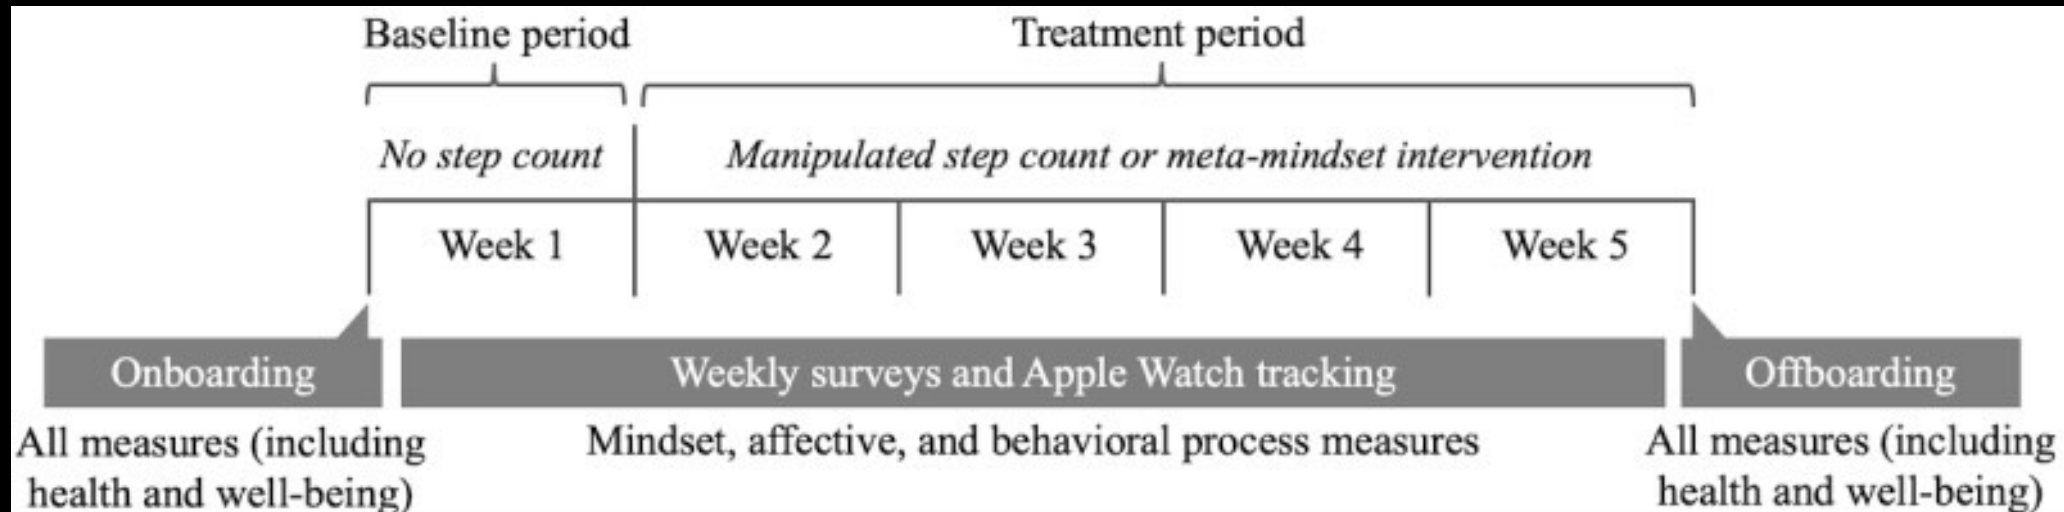 Baseline period
Treatment period
No step count
Manipulated step count or meta-mindset intervention
Week 1
Week 2
Week 3
Week 4
Week 5
Onboarding
Weekly surveys and Apple Watch tracking
Offboarding
All measures (including
health and well-being)
Mindset, affective, and behavioral process measures
All measures (including
health and well-being)